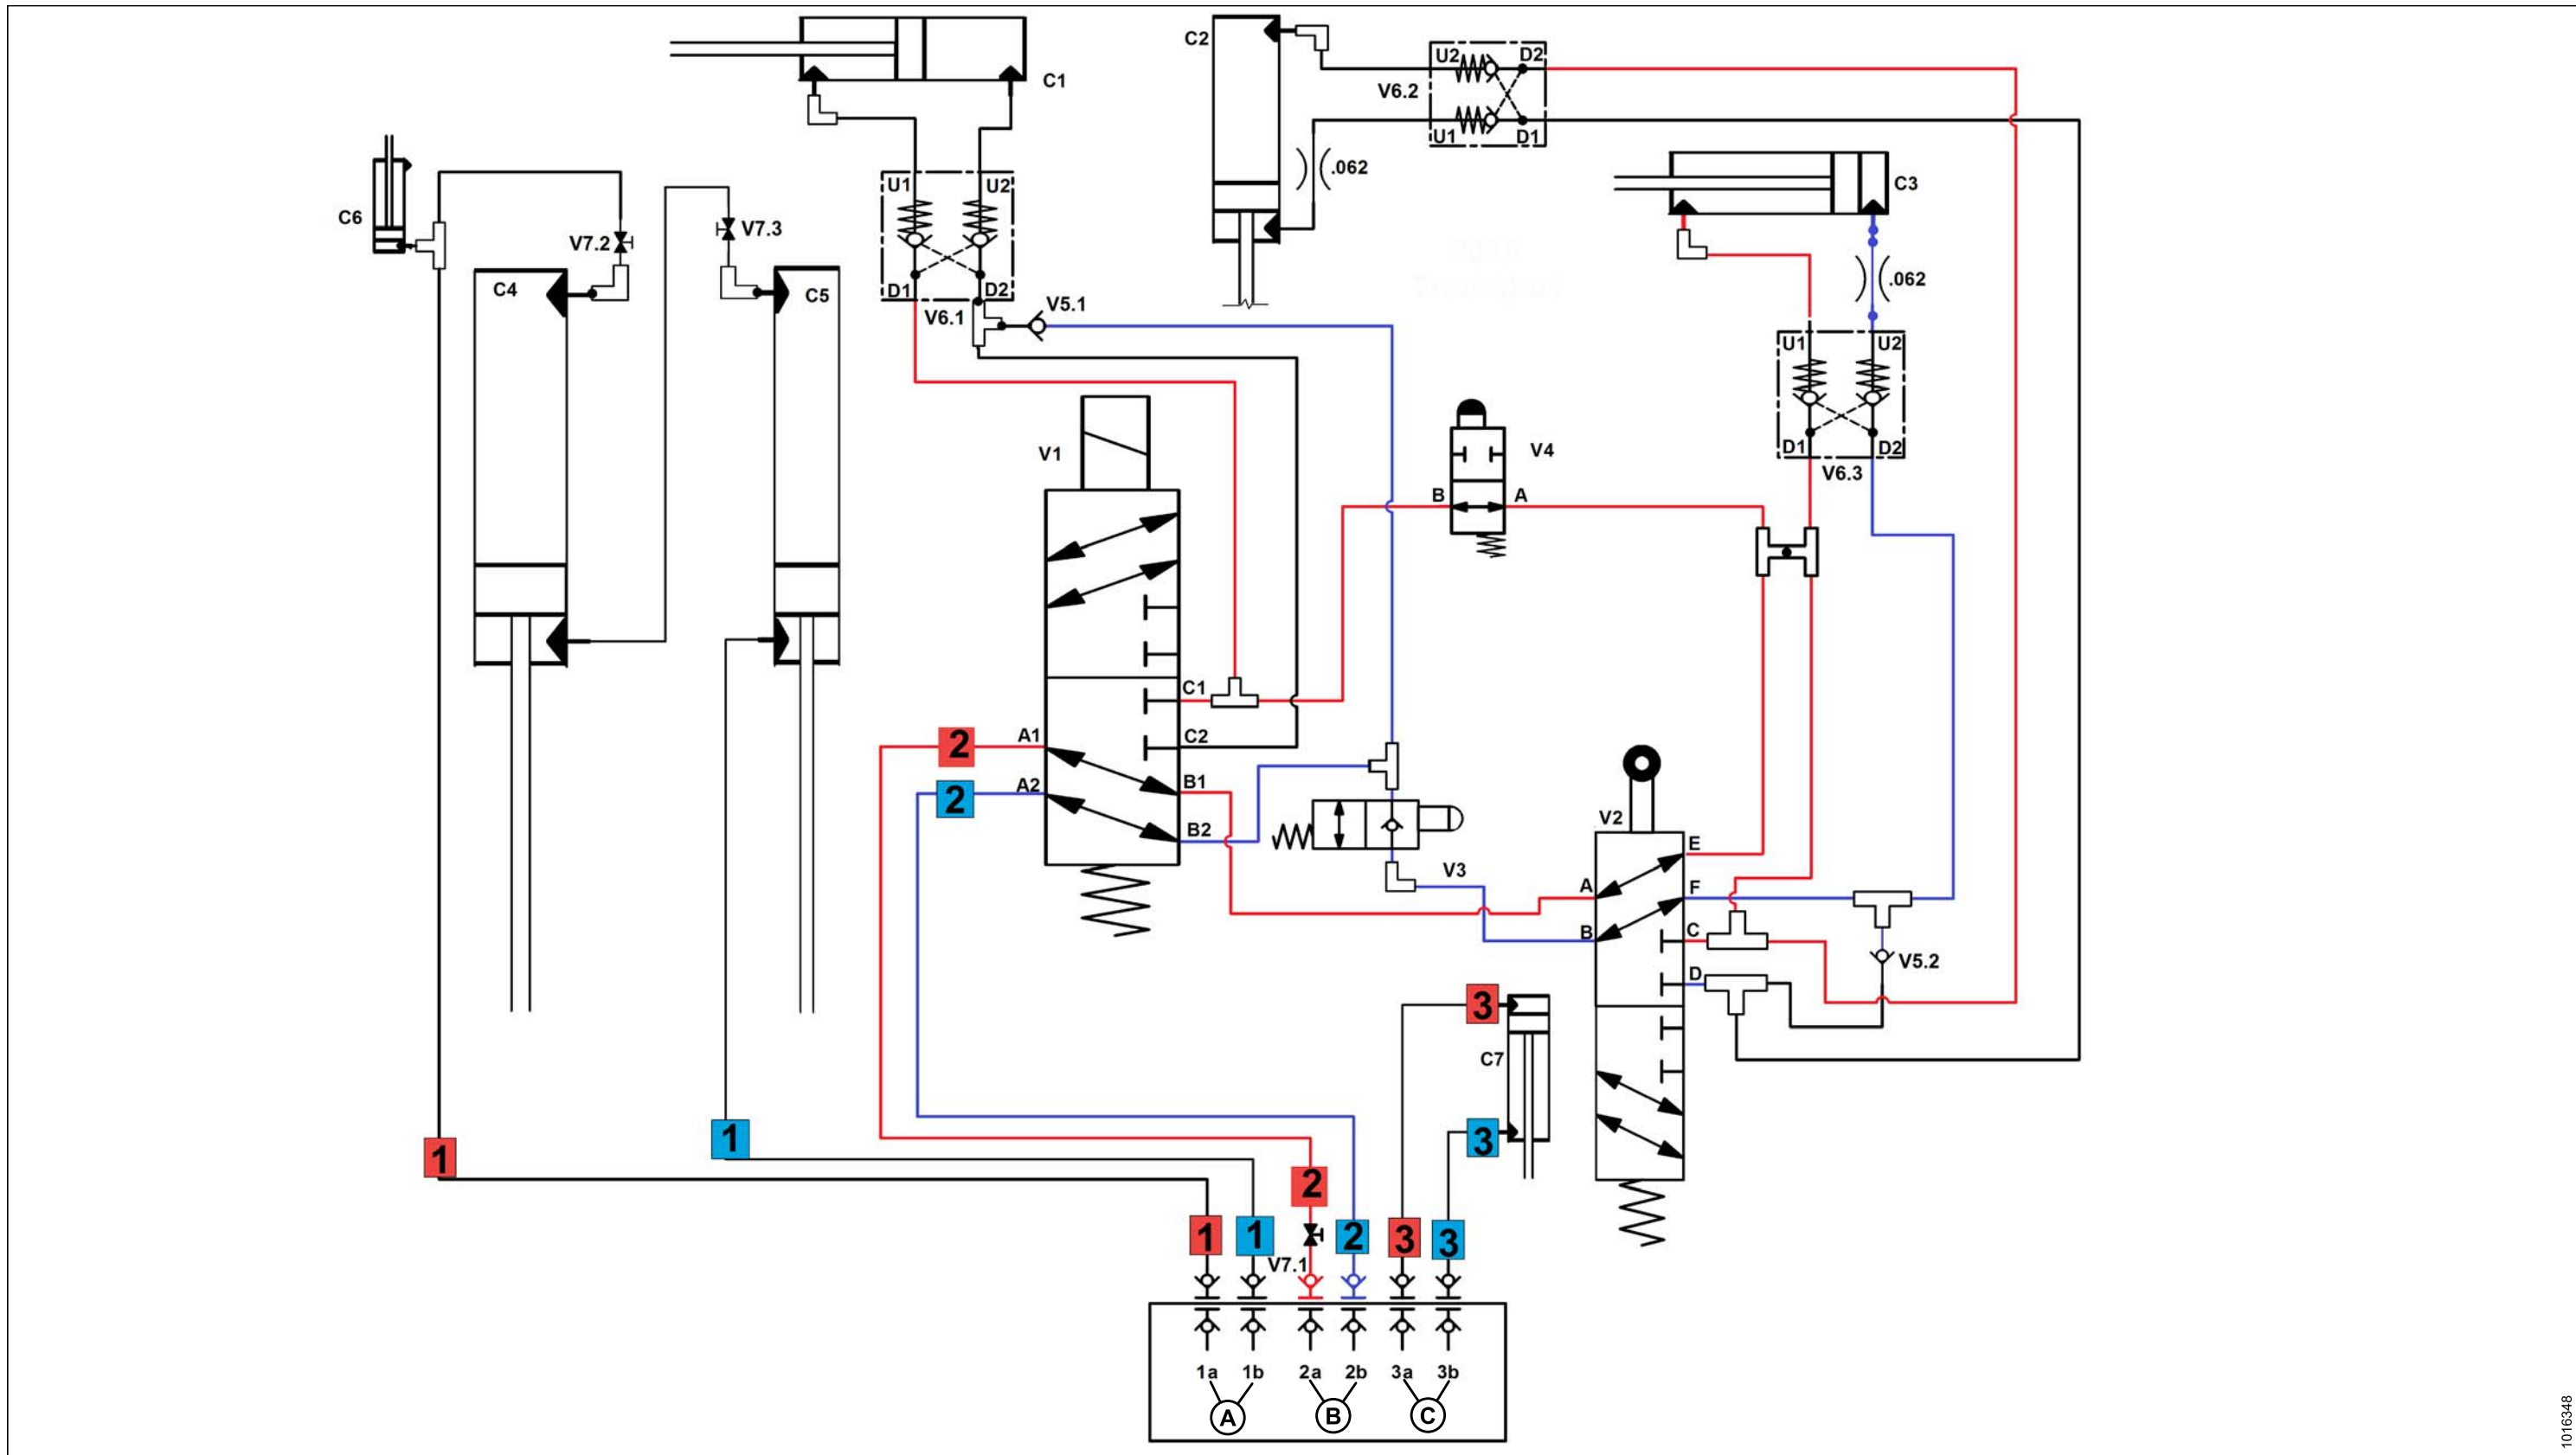 C1
C2
U2 D2
V6.2
U1 D1
.062
C3
C6
V7.2
V7.3
U1 U2
D1 D2
V6.1
V5.1
C4
C5
.062
U1 U2
D1 D2
V6.3
V1
V4
B A
C1
C2
A1
A2
B1
B2
2
2
V3
V2
E
F
A
B
C
D
V5.2
3
C7
3
1
1
2
1 1 2 3 3
V7.1
1a 1b 2a 2b 3a 3b
A B C
1016348